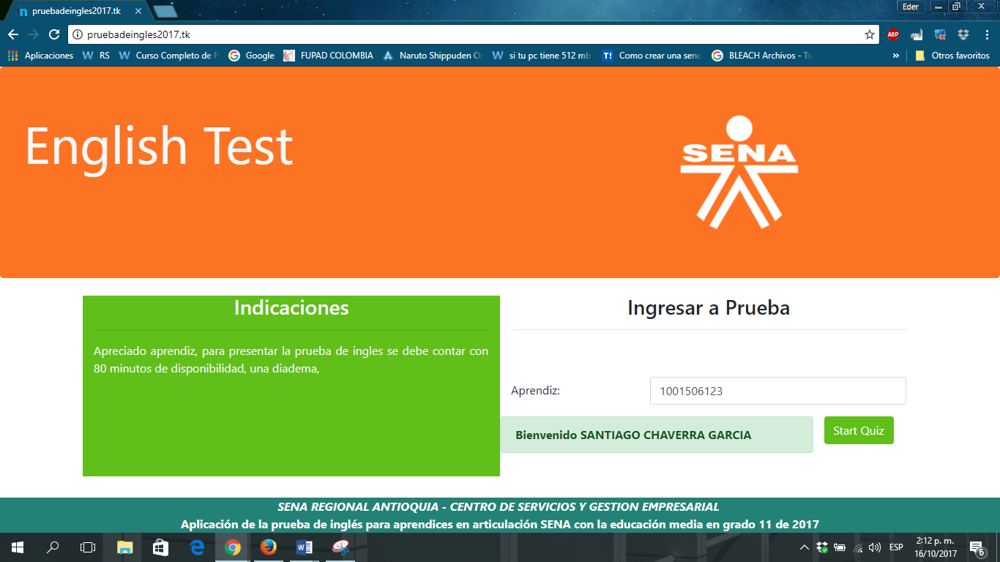 pruebadeingles2017.tk
Eder
pruebadeingles2017.tk
ABP
Aplicaciones RS Curso Completo de P Google FUPAD COLOMBIA Naruto Shippuden O si tu pc tiene 512 mb T! Como crear una senc BLEACH Archivos - Tv » Otros favoritos
English Test
SENA
Indicaciones
Apreciado aprendiz, para presentar la prueba de ingles se debe contar con
80 minutos de disponibilidad, una diadema,
Ingresar a Prueba
Aprendiz: 1001506123
Bienvenido SANTIAGO CHAVERRA GARCIA Start Quiz
SENA REGIONAL ANTIOQUIA - CENTRO DE SERVICIOS Y GESTION EMPRESARIAL
Aplicación de la prueba de inglés para aprendices en articulación SENA con la educación media en grado 11 de 2017
ESP
2:12 p. m.
16/10/2017
6